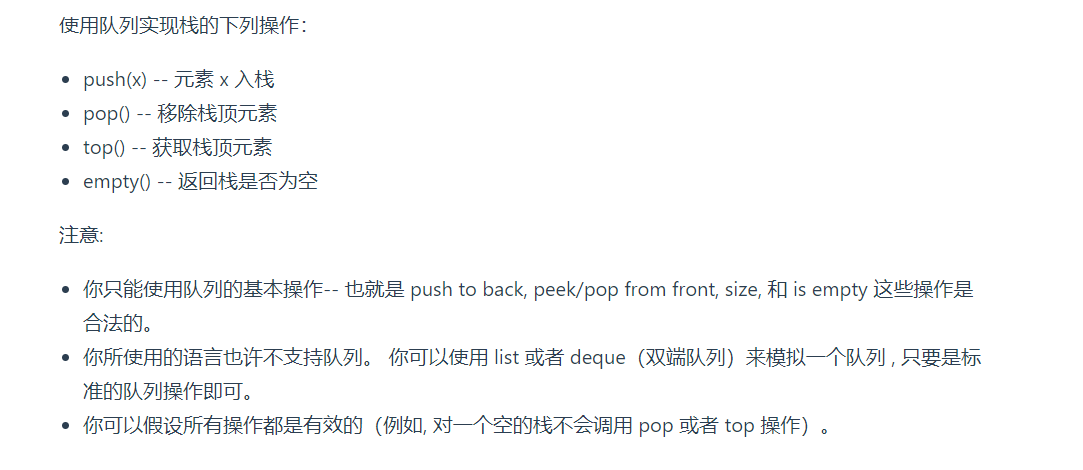 使用队列实现栈的下列操作：
• push(x) -- 元素 x 入栈
• pop() -- 移除栈顶元素
• top() -- 获取栈顶元素
• empty() -- 返回栈是否为空
注意:
• 你只能使用队列的基本操作-- 也就是 push to back, peek/pop from front, size, 和 is empty 这些操作是
合法的。
• 你所使用的语言也许不支持队列。 你可以使用 list 或者 deque（双端队列）来模拟一个队列 , 只要是标
准的队列操作即可。
• 你可以假设所有操作都是有效的（例如, 对一个空的栈不会调用 pop 或者 top 操作）。